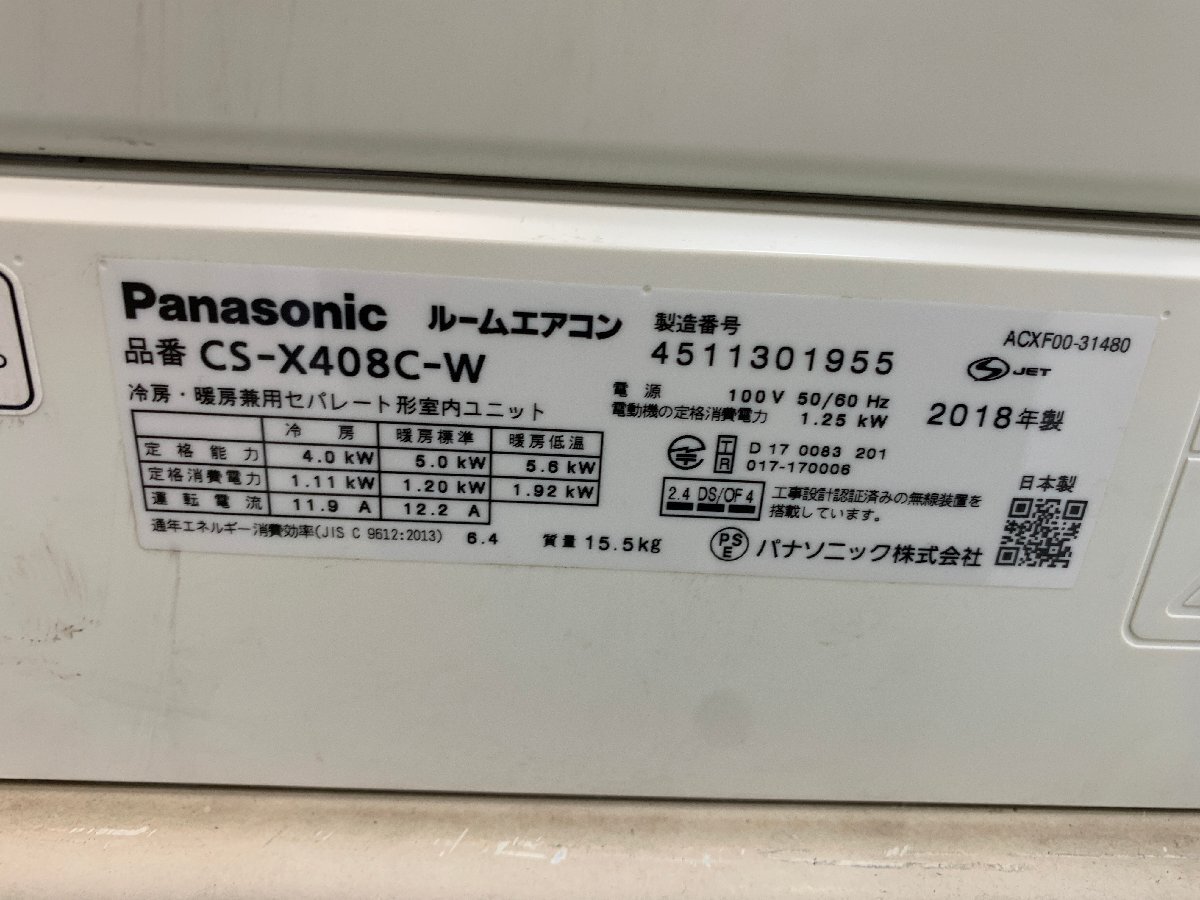 Panasonic ルームエアコン
品番 CS-X408C-W
冷房・暖房兼用セパレート形室内ユニット
冷房 暖房標準 暖房低温
定格能力 4.0 kW 5.0 kW 5.6 kW
定格消費電力 1.11 kW 1.20 kW 1.92 kW
運転電流 11.9 A 12.2 A
通年エネルギー消費効率(JIS C 9612:2013) 6.4 質量 15.5kg
製造番号
4511301955
電源 100V 50/60 Hz
電動機の定格消費電力 1.25 kW
T D 17 0083 201
R 017-170006
2.4 DS/OF4 工事設計認証済みの無線装置を
搭載しています。
PSE パナソニック株式会社
ACXF00-31480
S JET
2018年製
日本製